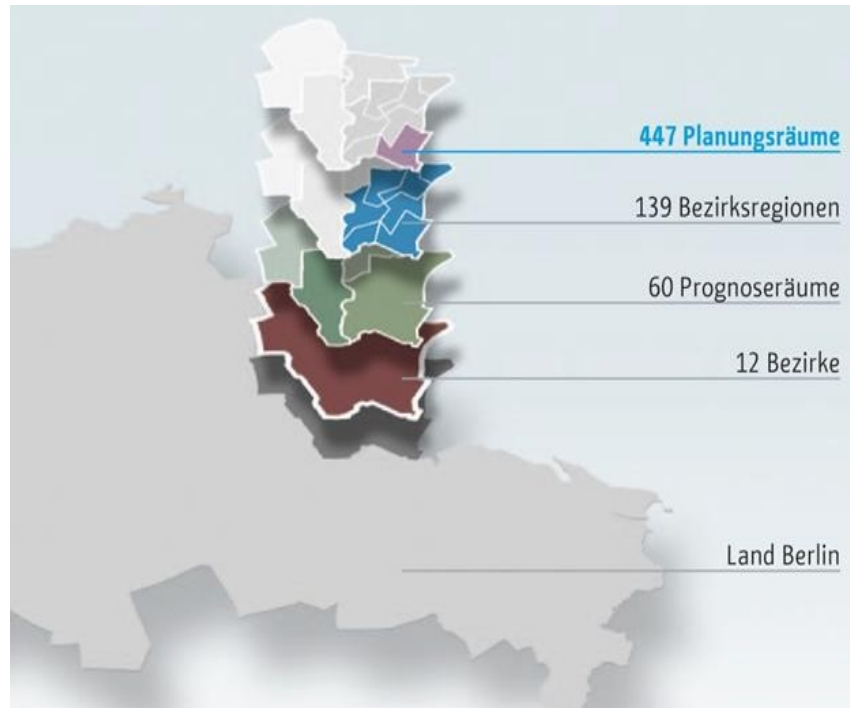 447 Planungsräume
139 Bezirksregionen
60 Prognoseräume
12 Bezirke
Land Berlin